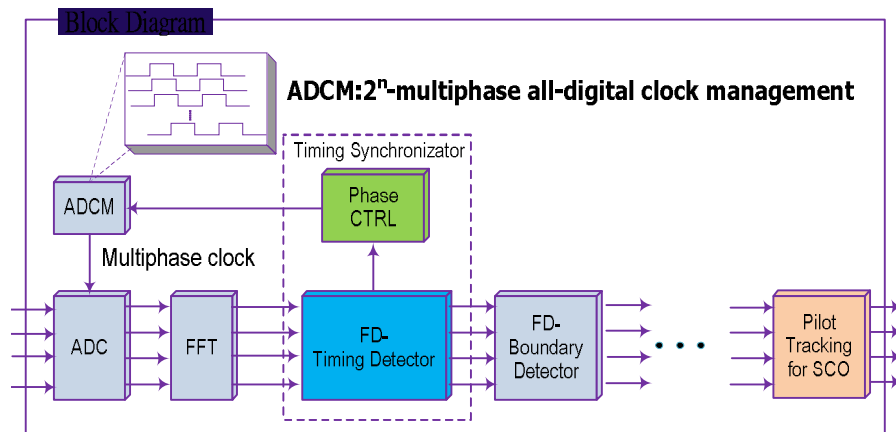 Block Diagram
ADCM:2ⁿ-multiphase all-digital clock management
Timing Synchronizator
ADCM
Phase
CTRL
Multiphase clock
ADC
FFT
FD-
Timing Detector
FD-
Boundary
Detector
Pilot
Tracking
for SCO